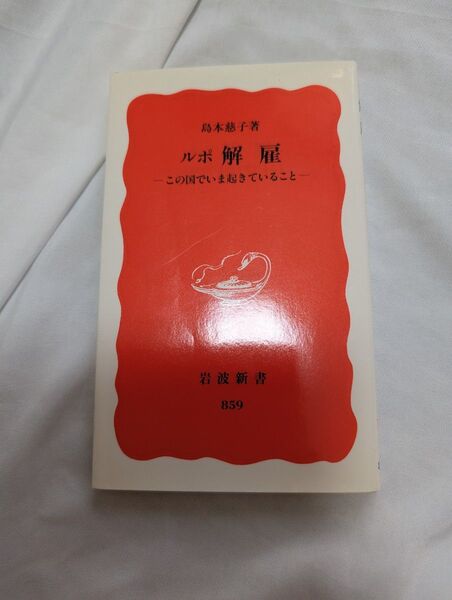 島本慈子著
ルポ 解雇
―この国でいま起きていること―
岩波新書
859